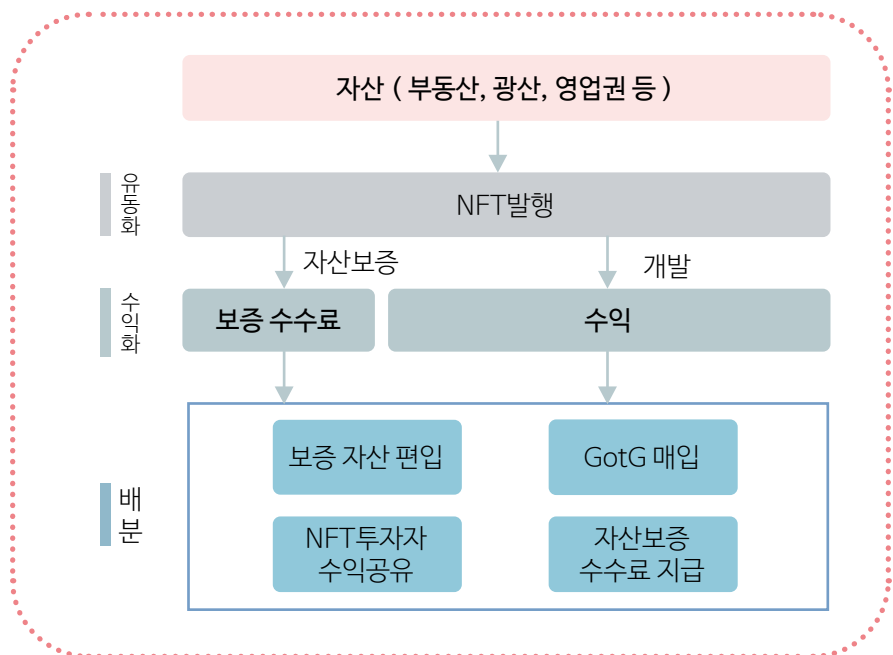 자산 ( 부동산, 광산, 영업권 등 )
유동화
NFT발행
자산보증
개발
수익화
보증 수수료
수익
배분
보증 자산 편입
GotG 매입
NFT투자자
수익공유
자산보증
수수료 지급